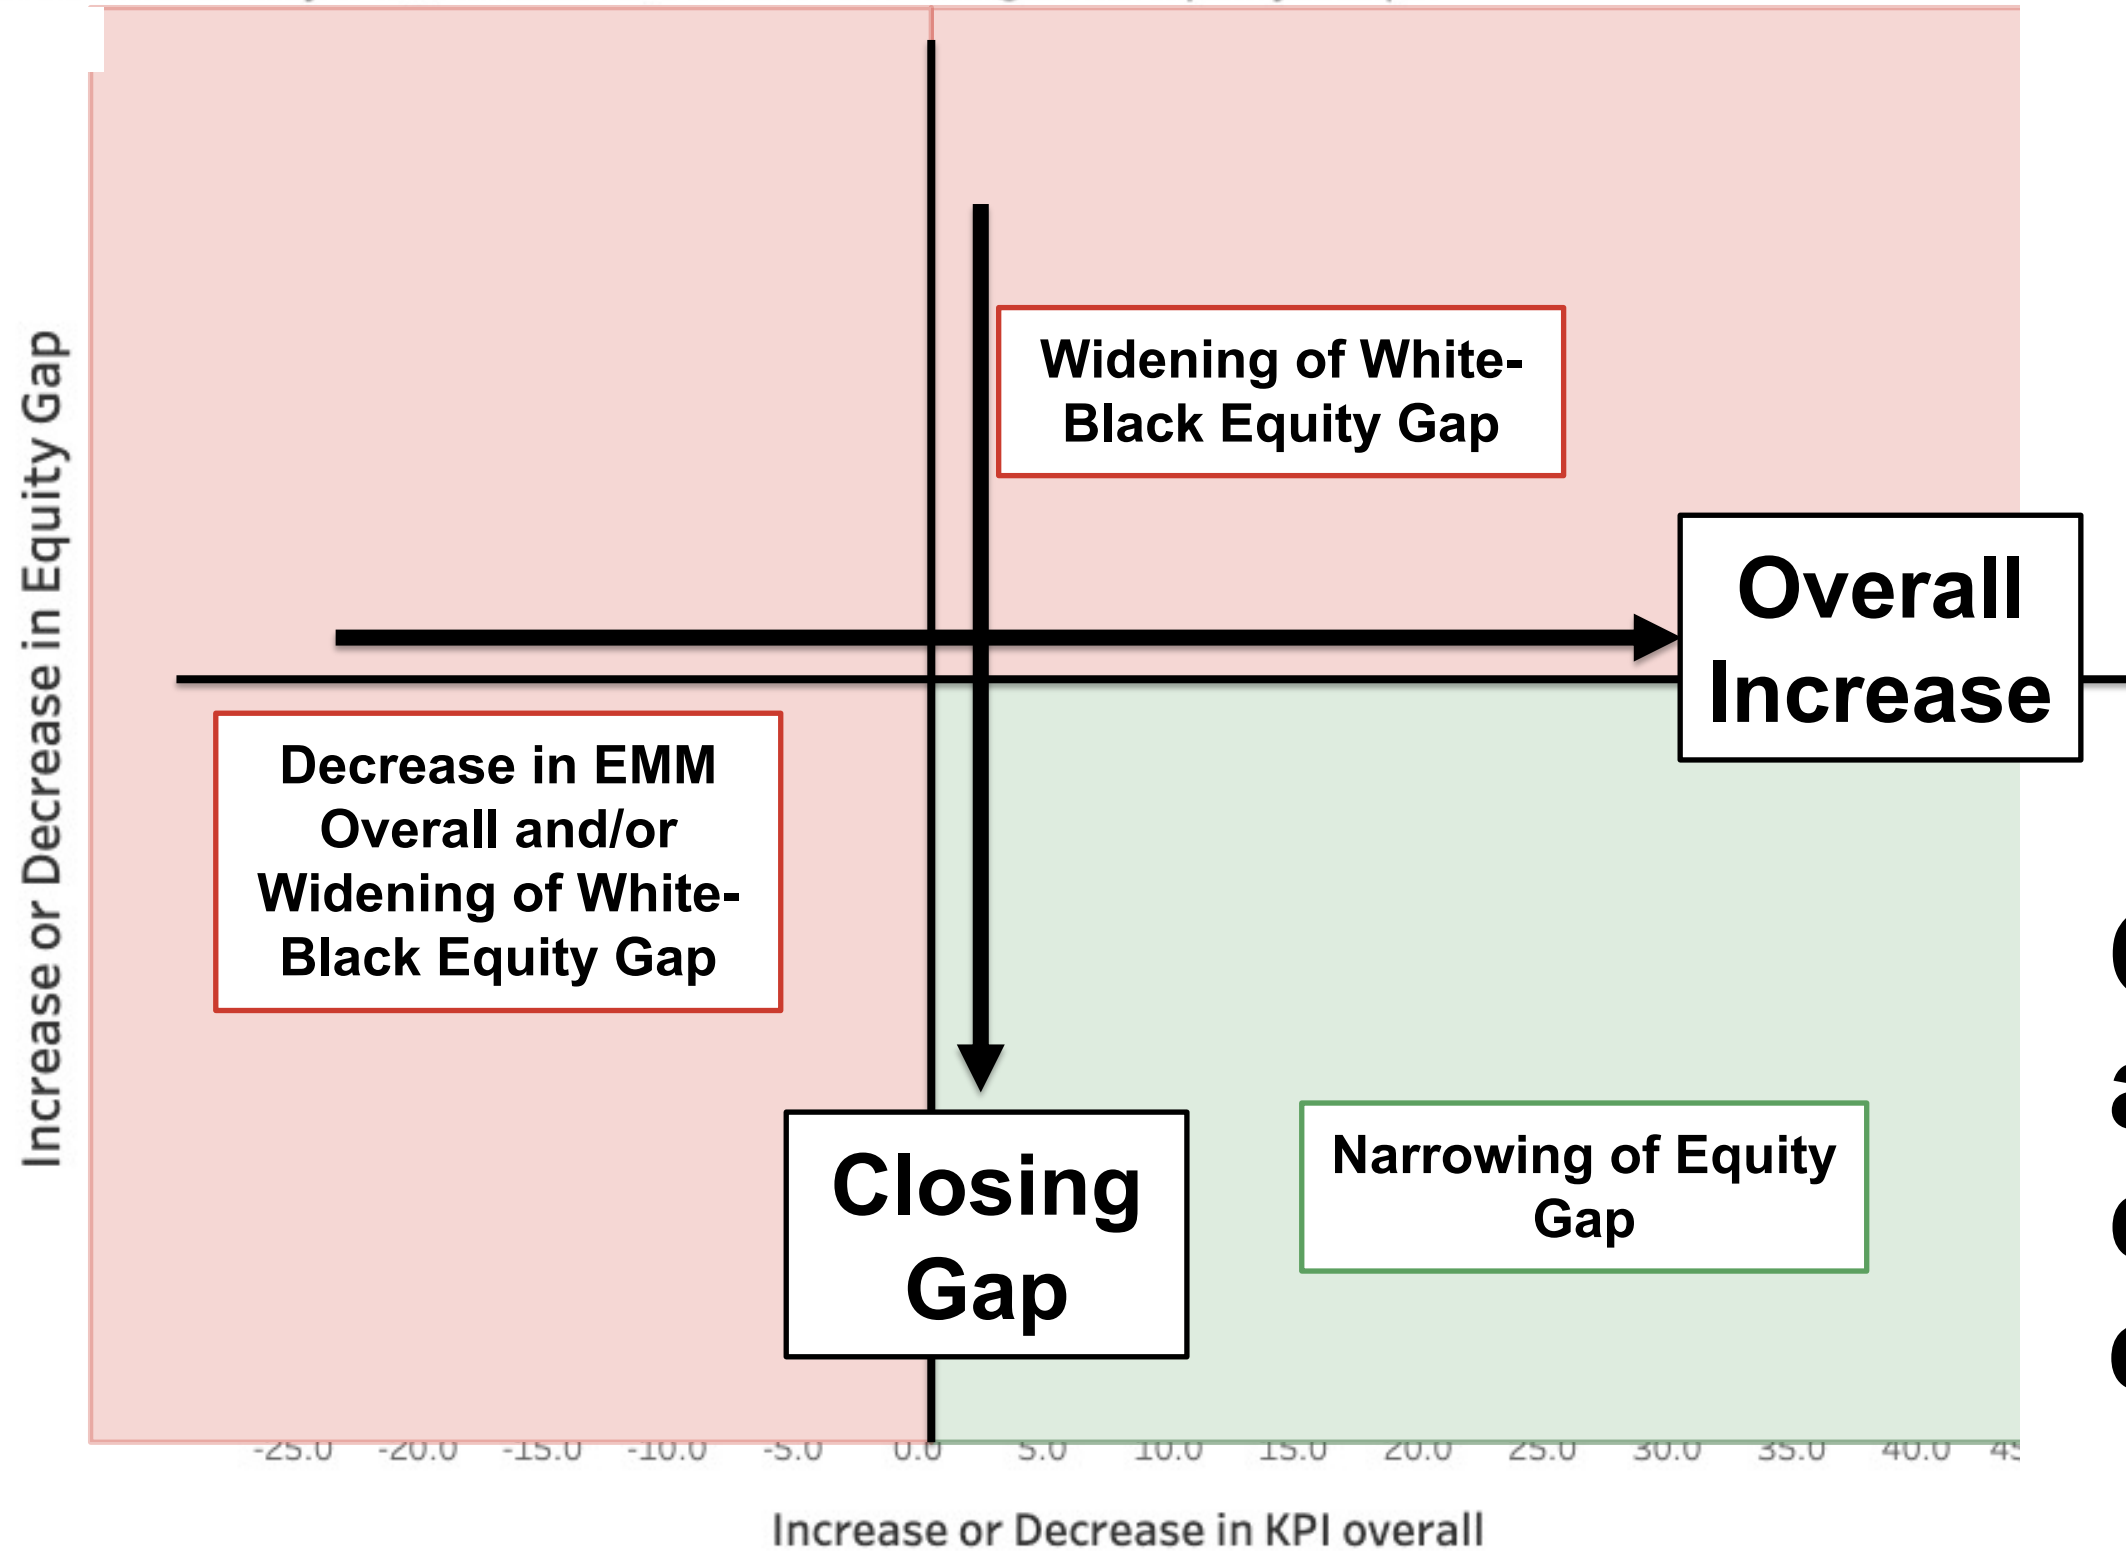 Increase or Decrease in Equity Gap
Widening of White-
Black Equity Gap
Overall
Increase
Decrease in EMM
Overall and/or
Widening of White-
Black Equity Gap
Closing
Gap
Narrowing of Equity
Gap
-25.0 -20.0 -15.0 -10.0 -5.0 0.0 5.0 10.0 15.0 20.0 25.0 30.0 35.0 40.0
Increase or Decrease in KPI overall